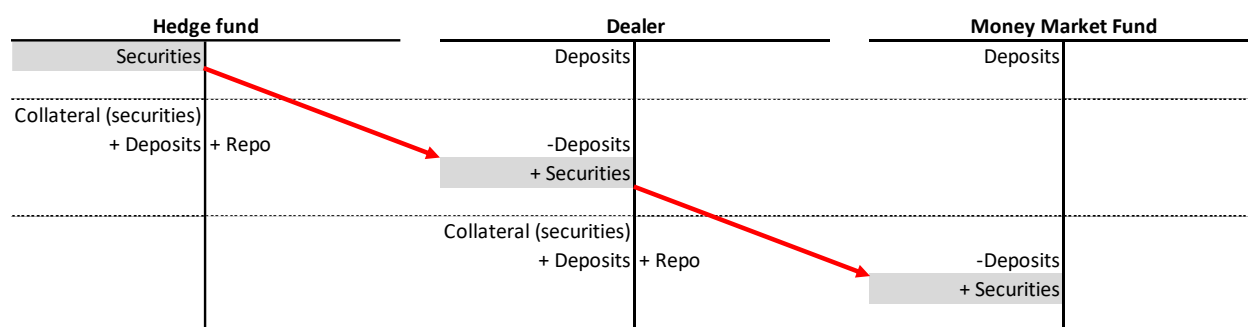 Hedge fund Dealer Money Market Fund
Securities Deposits Deposits
Collateral (securities)
+ Deposits + Repo -Deposits
+ Securities
Collateral (securities)
+ Deposits + Repo -Deposits
+ Securities